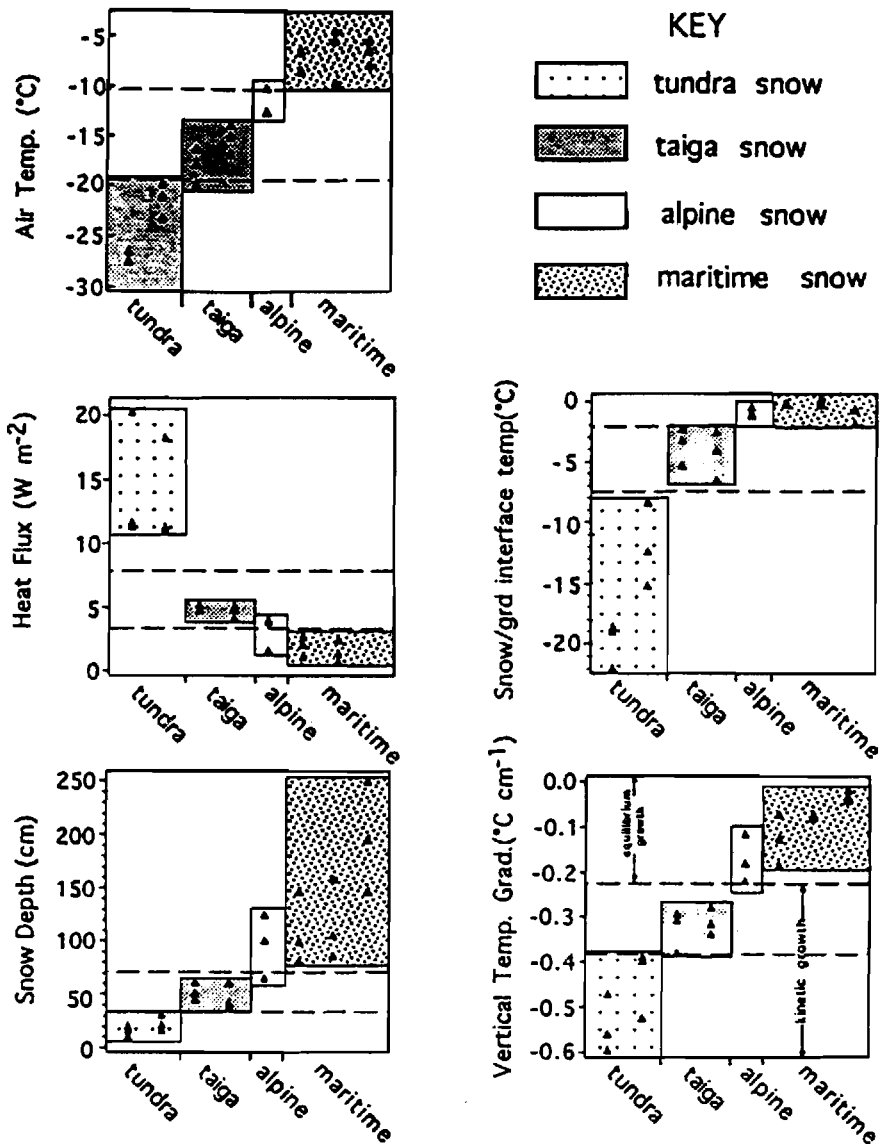 KEY
tundra snow
taiga snow
alpine snow
maritime snow
Air Temp. (°C)
-5
-10
-15
-20
-25
-30
tundra
taiga
alpine
maritime
Heat Flux (W m-2)
20
15
10
5
0
tundra
taiga
alpine
maritime
Snow/grd interface temp(°C)
0
-5
-10
-15
-20
tundra
taiga
alpine
maritime
Snow Depth (cm)
250
200
150
100
50
0
tundra
taiga
alpine
maritime
Vertical Temp. Grad.(°C cm-1)
0.0
-0.1
-0.2
-0.3
-0.4
-0.5
-0.6
equilibrium
growth
kinetic growth
tundra
taiga
alpine
maritime